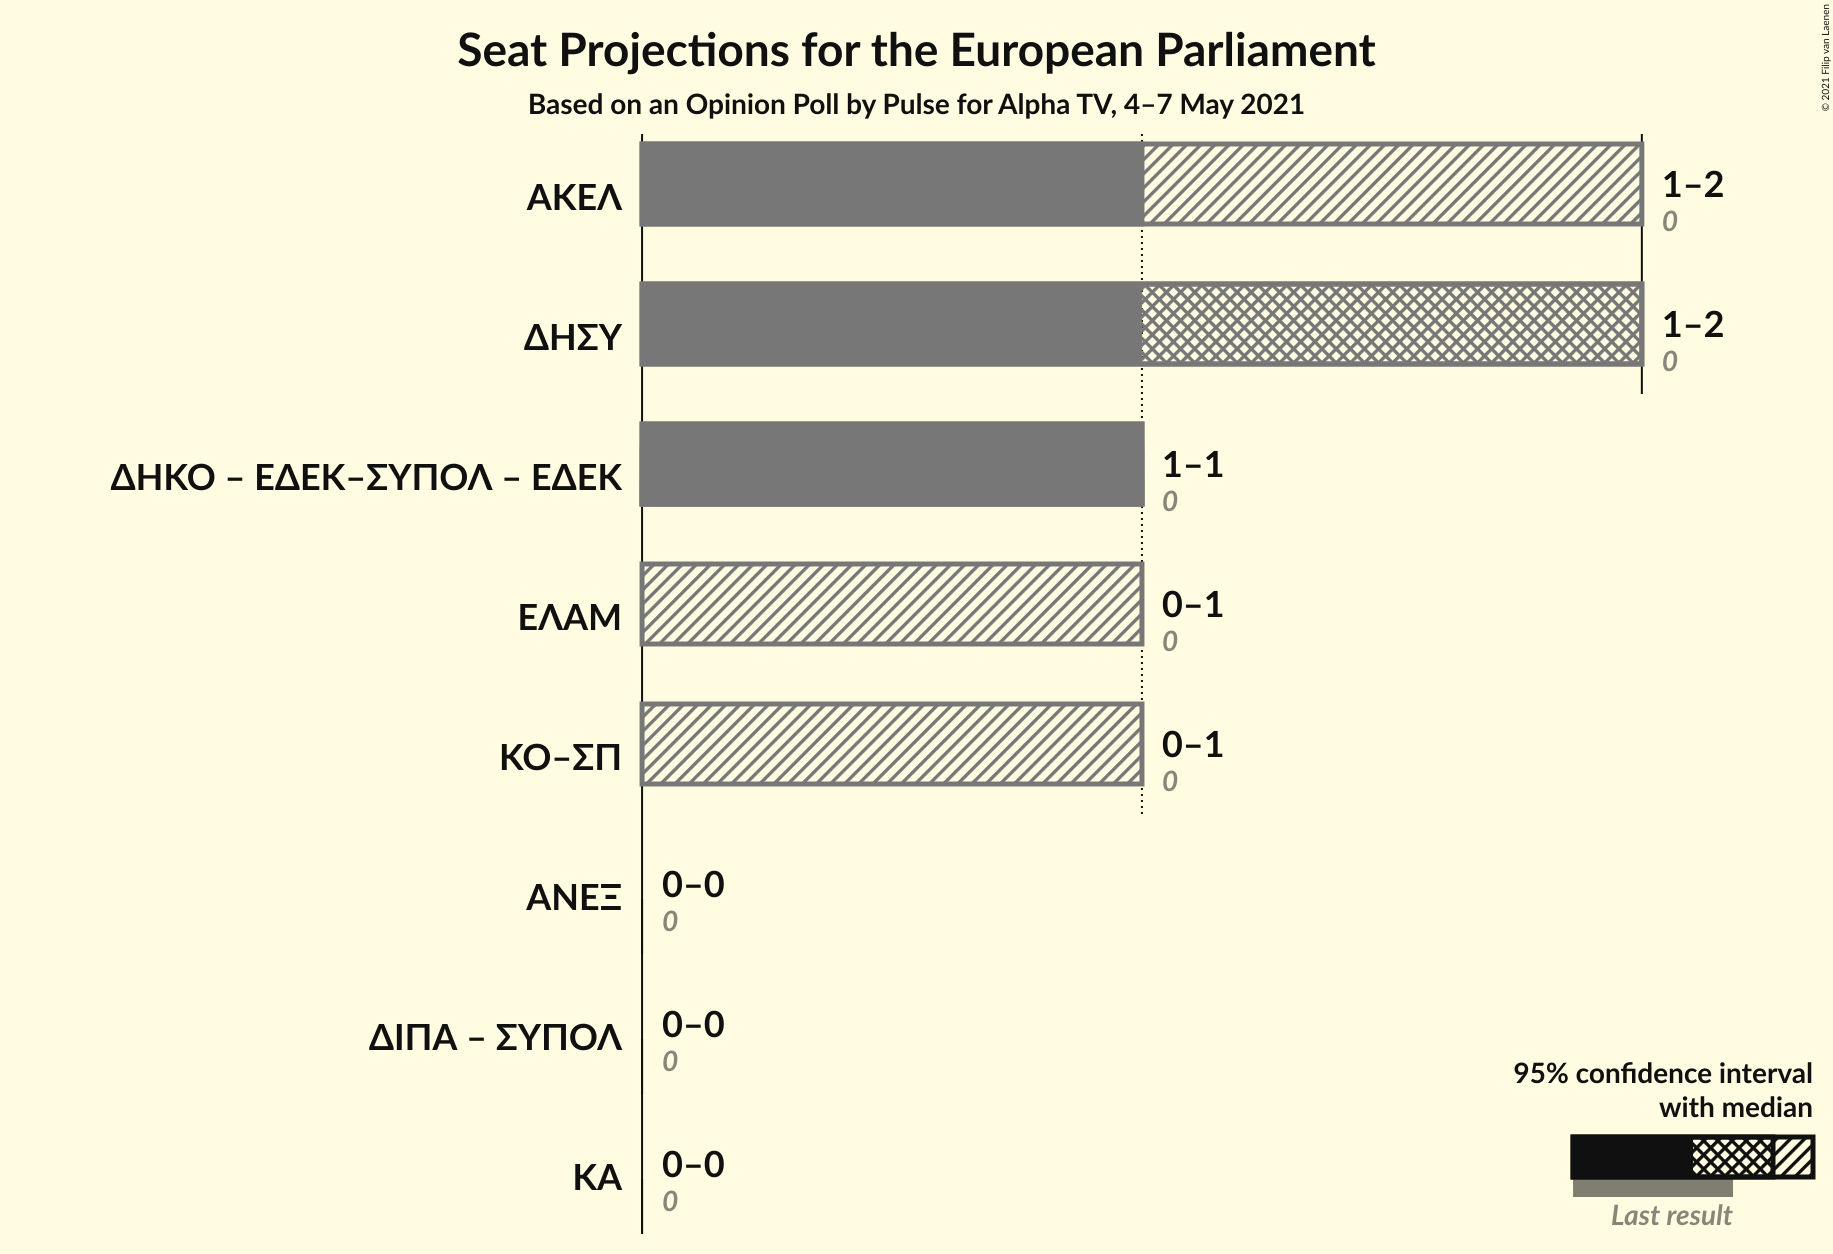 Seat Projections for the European Parliament
Based on an Opinion Poll by Pulse for Alpha TV, 4–7 May 2021
© 2021 Filip van Laenen
ΑΚΕΛ
1–2
0
ΔΗΣΥ
1–2
0
ΔΗΚΟ – ΕΔΕΚ–ΣΥΠΟΛ – ΕΔΕΚ
1–1
0
ΕΛΑΜ
0–1
0
ΚΟ–ΣΠ
0–1
0
ΑΝΕΞ
0–0
0
ΔΙΠΑ – ΣΥΠΟΛ
0–0
0
ΚΑ
0–0
0
95% confidence interval
with median
Last result